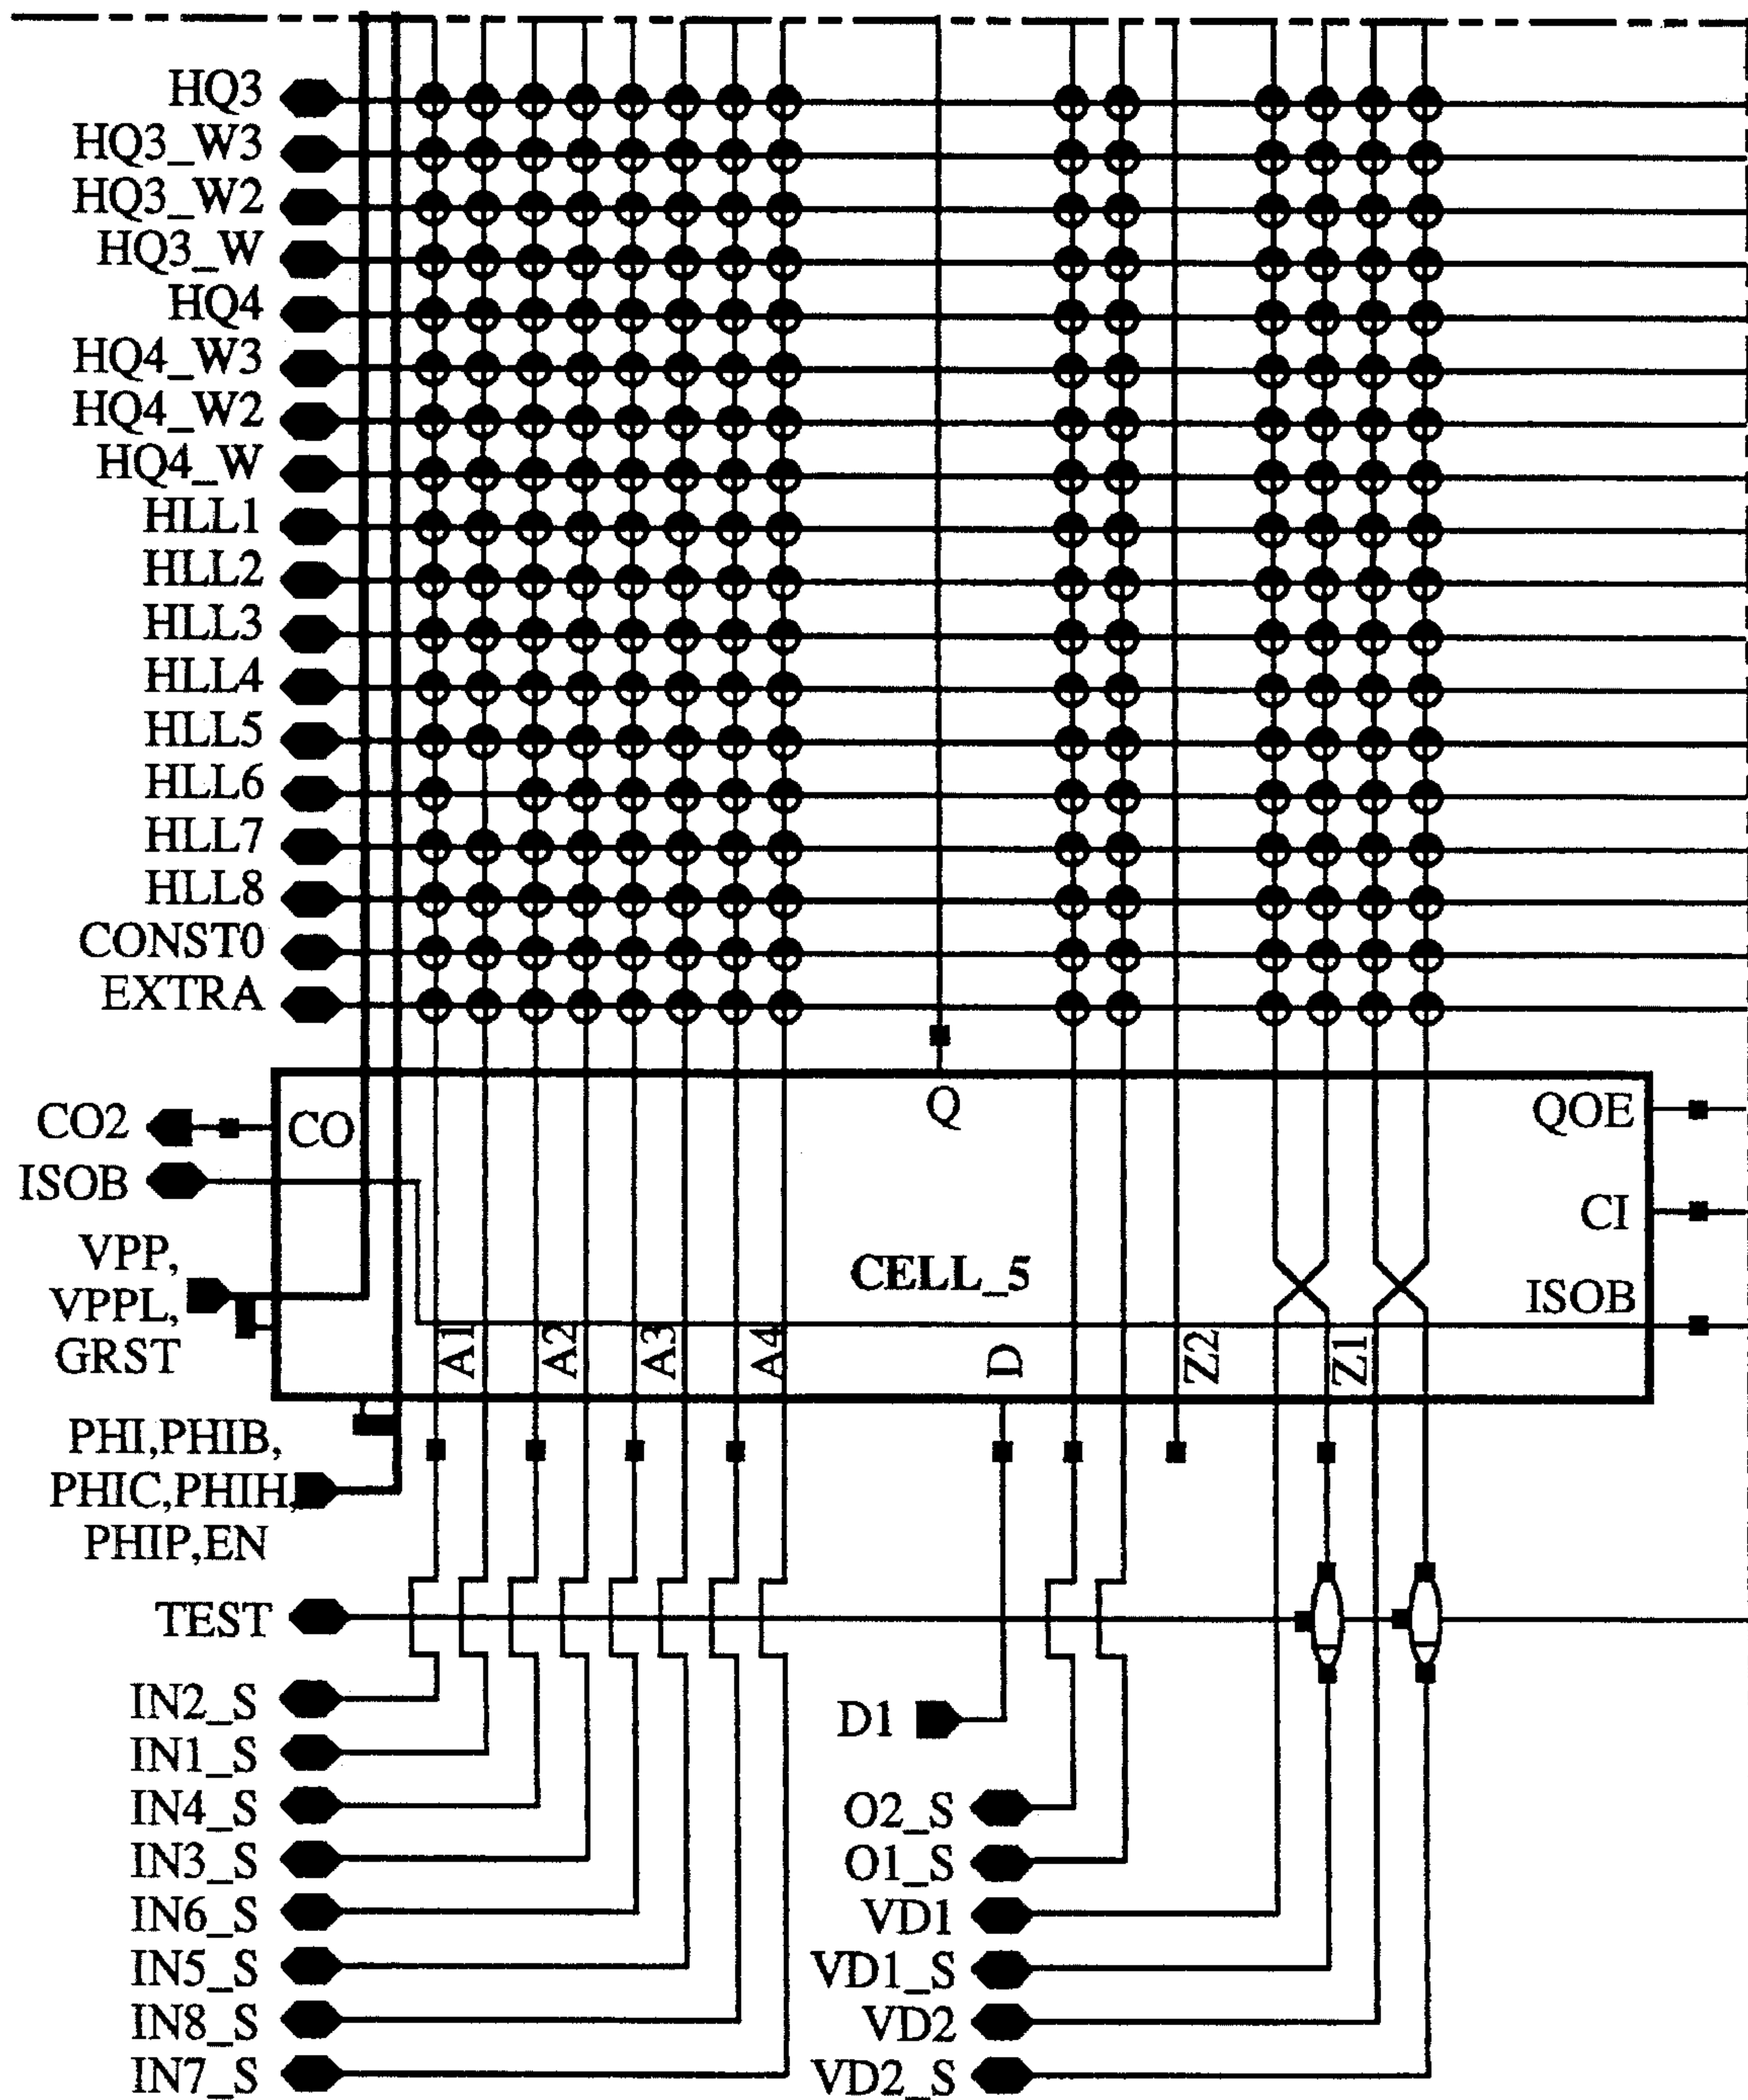 HQ3
HQ3_W3
HQ3_W2
HQ3_W
HQ4
HQ4_W3
HQ4_W2
HQ4_W
HLL1
HLL2
HLL3
HLL4
HLL5
HLL6
HLL7
HLL8
CONST0
EXTRA
CO2
CO
Q
QOE
ISOB
CI
VPP,
VPPL,
GRST
CELL_5
ISOB
A1
A2
A3
A4
D
Z2
Z1
PHI,PHIB,
PHIC,PHIH,
PHIP,EN
TEST
IN2_S
IN1_S
IN4_S
IN3_S
IN6_S
IN5_S
IN8_S
IN7_S
D1
O2_S
O1_S
VD1
VD1_S
VD2
VD2_S